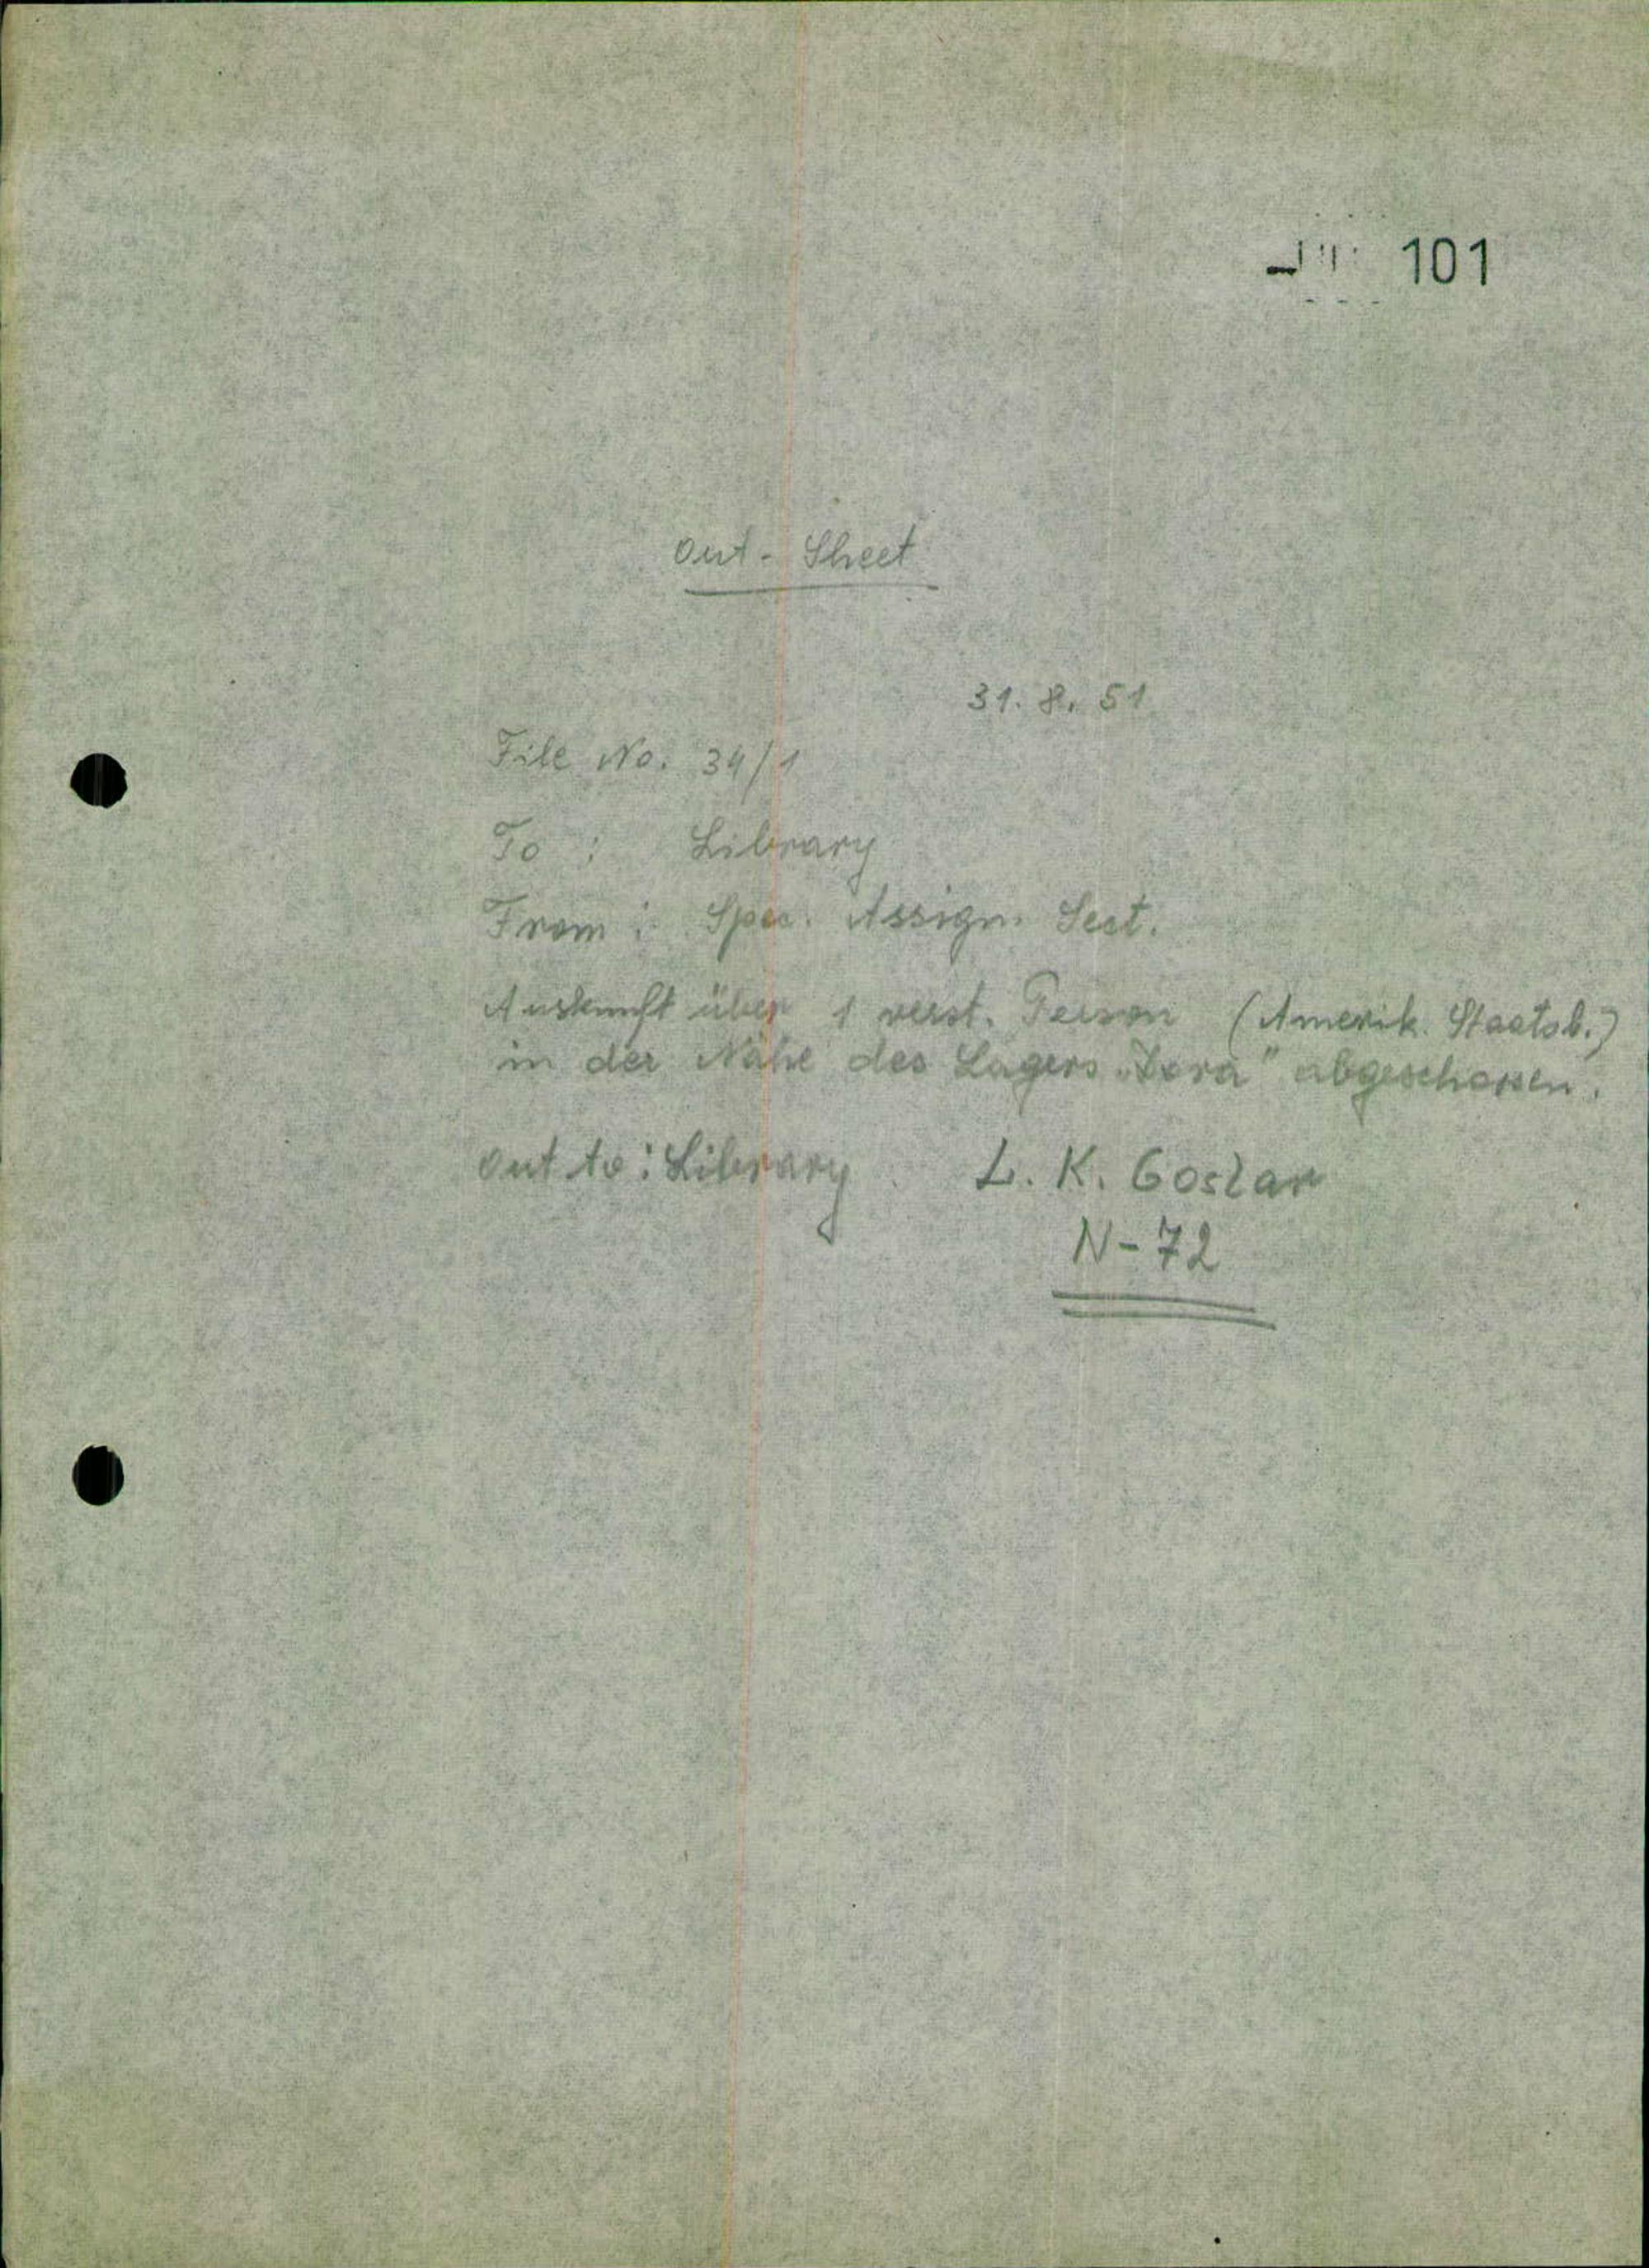 101
Out - Sheet
31. 8. 51
File No. 34/1
To : Library
From : Spec. Assign. Sect.
Auskunft über 1 verst. Person (Amerik. Staatsb.)
in der Nähe des Lagers „Dora" abgeschossen.
Out to : Library L. K. Goslar
N-72